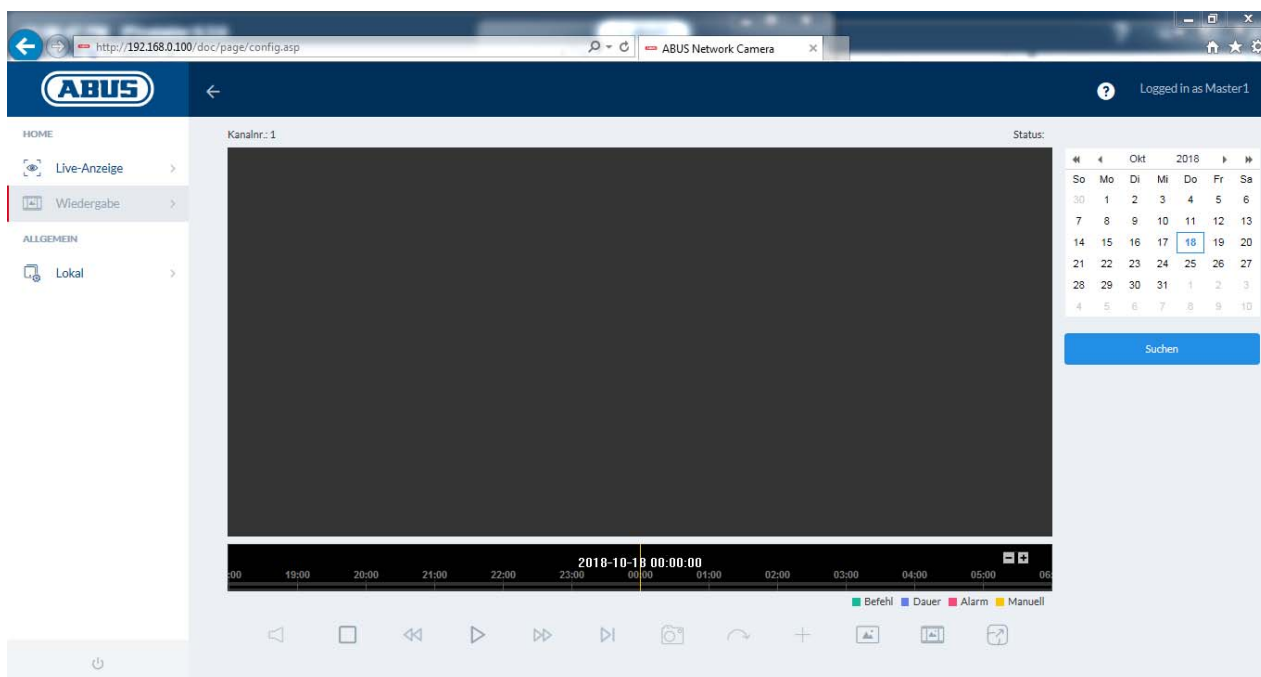 http://192.168.0.100/doc/page/config.asp
ABUS Network Camera
ABUS
Logged in as Master1
HOME
Live-Anzeige
Wiedergabe
ALLGEMEIN
Lokal
Kanalnr.: 1
Status:
Okt 2018
So Mo Di Mi Do Fr Sa
30 1 2 3 4 5 6
7 8 9 10 11 12 13
14 15 16 17 18 19 20
21 22 23 24 25 26 27
28 29 30 31 1 2 3
4 5 6 7 8 9 10
Suchen
2018-10-18 00:00:00
:00 19:00 20:00 21:00 22:00 23:00 00:00 01:00 02:00 03:00 04:00 05:00 06:
Befehl Dauer Alarm Manuell